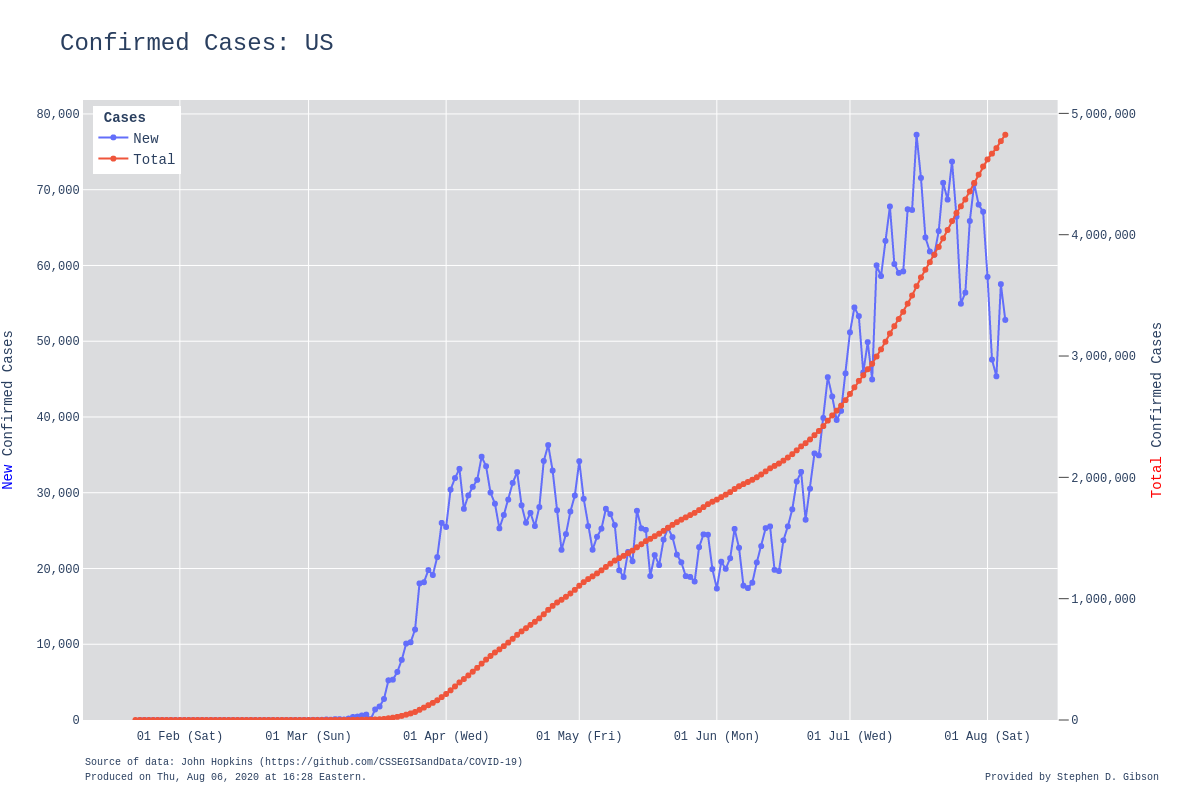 Confirmed Cases: US
Cases
New
Total
80,000
70,000
60,000
50,000
40,000
30,000
20,000
10,000
0
New Confirmed Cases
5,000,000
4,000,000
3,000,000
2,000,000
1,000,000
0
Total Confirmed Cases
01 Feb (Sat)
01 Mar (Sun)
01 Apr (Wed)
01 May (Fri)
01 Jun (Mon)
01 Jul (Wed)
01 Aug (Sat)
Source of data: John Hopkins (https://github.com/CSSEGISandData/COVID-19)
Produced on Thu, Aug 06, 2020 at 16:28 Eastern.
Provided by Stephen D. Gibson